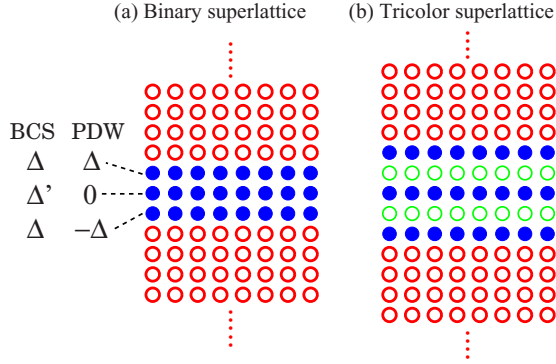 (a) Binary superlattice
(b) Tricolor superlattice
BCS PDW
Δ Δ
Δ' 0
Δ −Δ